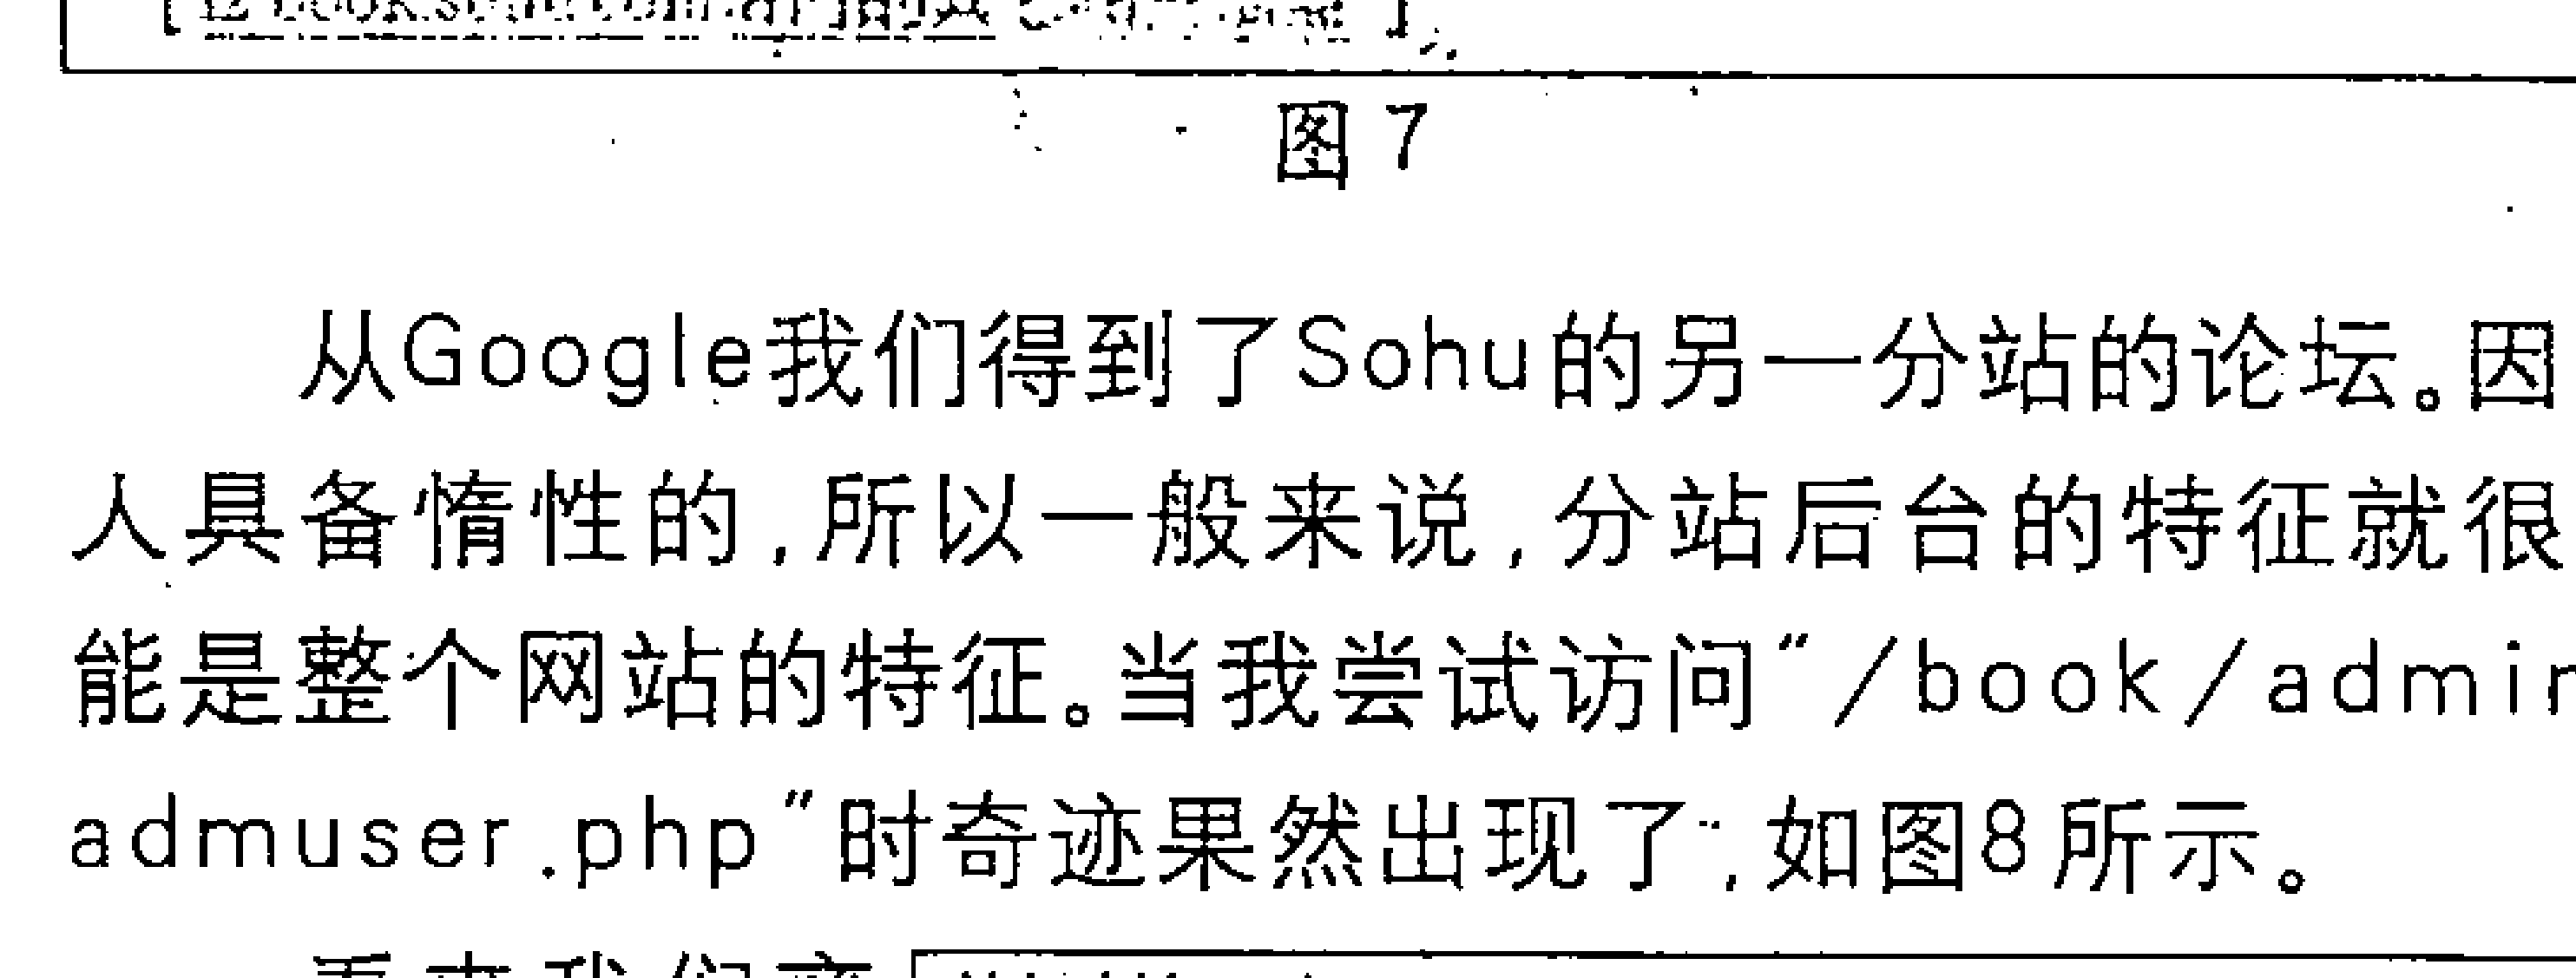 图7
从Google我们得到了Sohu的另一分站的论坛。因
人具备惰性的,所以一般来说,分站后台的特征就很
能是整个网站的特征。当我尝试访问“/book/admin
admuser.php”时奇迹果然出现了,如图8所示。